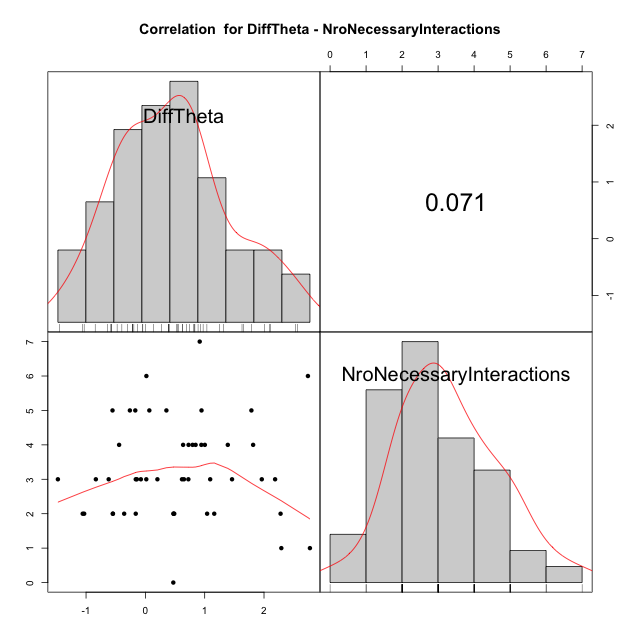 Correlation  for DiffTheta - NroNecessaryInteractions
0 1 2 3 4 5 6 7
DiffTheta
2
1
0.071
0
-1
7
NroNecessaryInteractions
6
5
4
3
2
1
0
-1 0 1 2